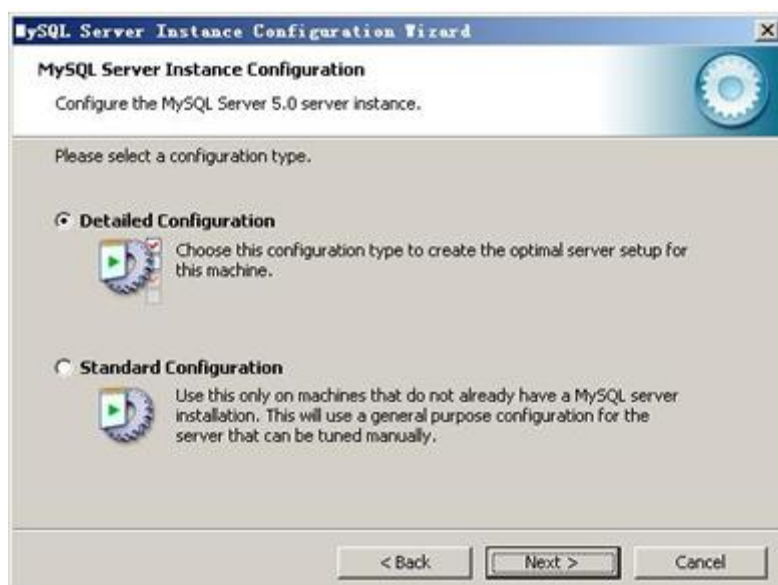 MySQL Server Instance Configuration Wizard
MySQL Server Instance Configuration
Configure the MySQL Server 5.0 server instance.
Please select a configuration type.
Detailed Configuration
Choose this configuration type to create the optimal server setup for
this machine.
Standard Configuration
Use this only on machines that do not already have a MySQL server
installation. This will use a general purpose configuration for the
server that can be tuned manually.
< Back
Next >
Cancel